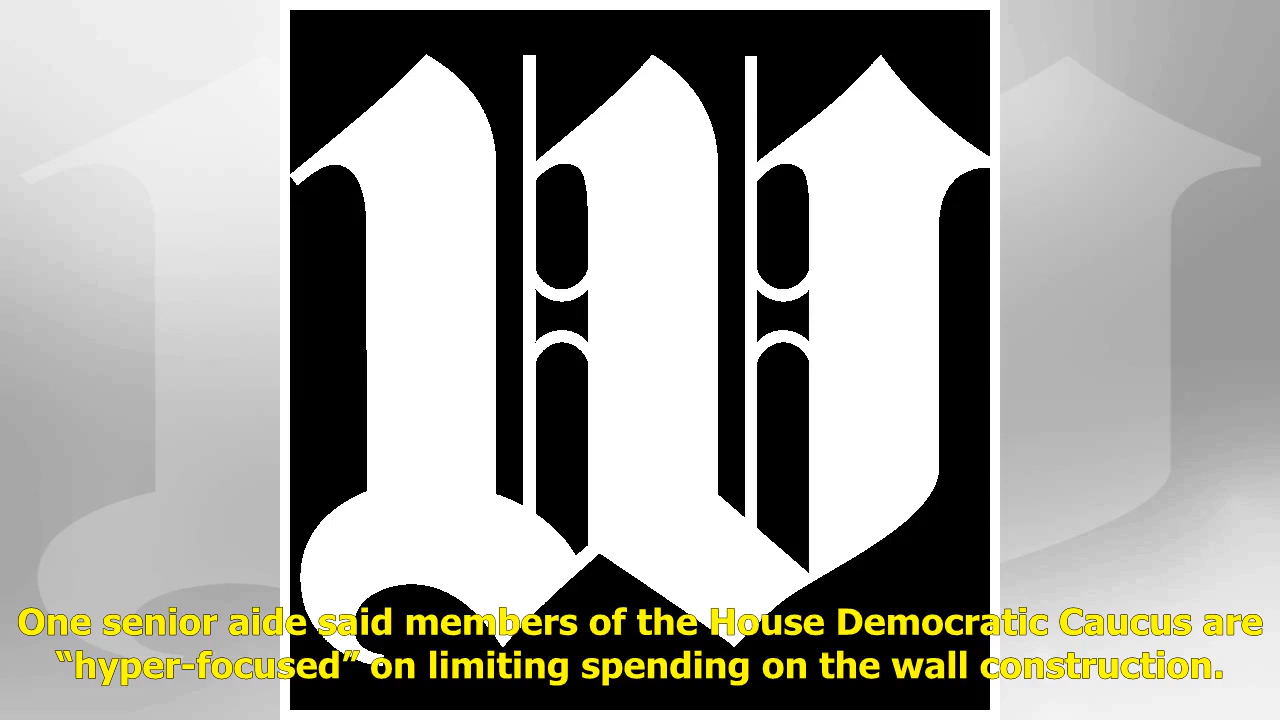 W
One senior aide said members of the House Democratic Caucus are
“hyper-focused” on limiting spending on the wall construction.